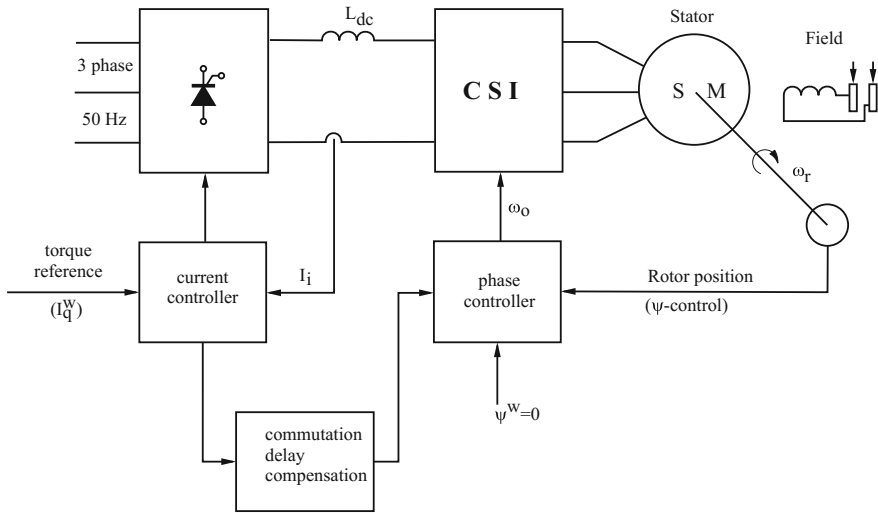 L_dc
Stator
Field
3 phase
50 Hz
C S I
S M
ω_r
ω_o
torque
reference
(I_q^w)
current
controller
I_i
phase
controller
Rotor position
(ψ-control)
ψ^w=0
commutation
delay
compensation